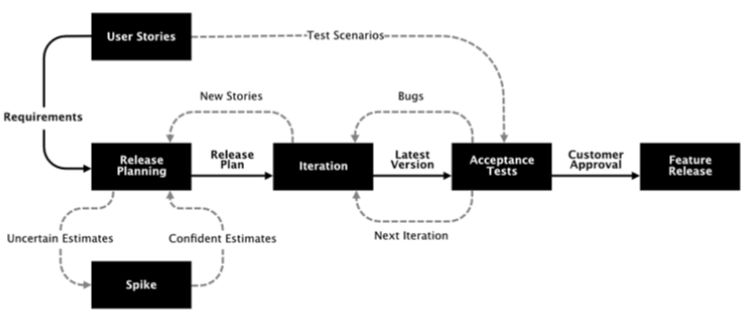 User Stories
Test Scenarios
New Stories
Bugs
Requirements
Release
Planning
Release
Plan
Iteration
Latest
Version
Acceptance
Tests
Customer
Approval
Feature
Release
Uncertain Estimates
Confident Estimates
Next Iteration
Spike